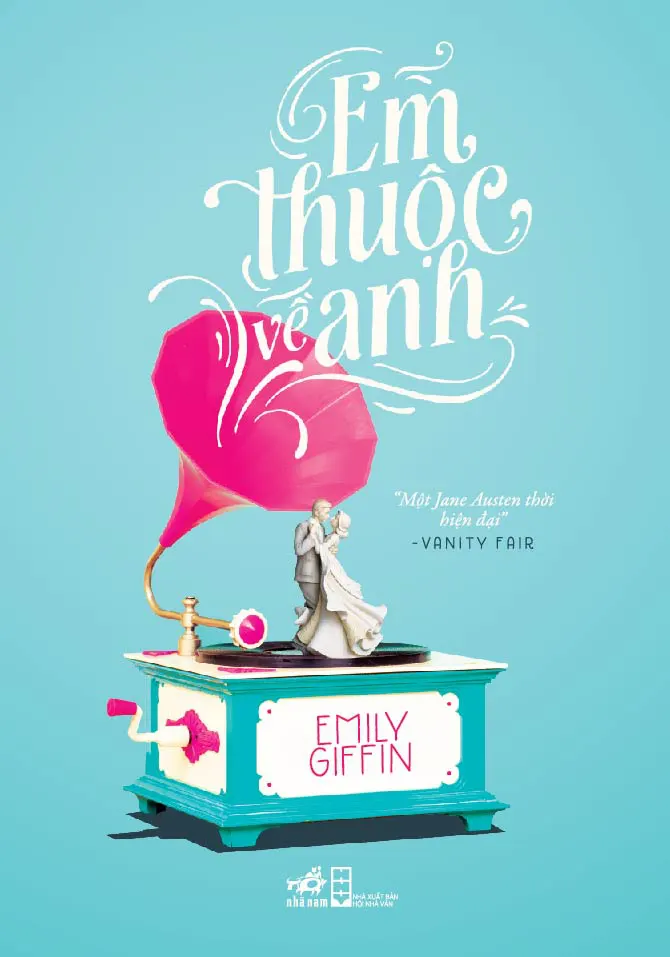 Em
thuộc
về anh
“Một Jane Austen thời
hiện đại”
-VANITY FAIR
EMILY
GIFFIN
nhã nam
NHÀ XUẤT BẢN
HỘI NHÀ VĂN